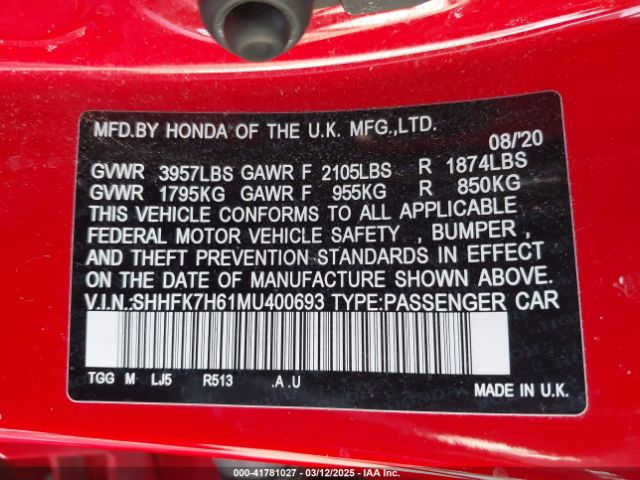 MFD.BY HONDA OF THE U.K. MFG.,LTD.
08/'20
GVWR 3957LBS GAWR F 2105LBS R 1874LBS
GVWR 1795KG GAWR F 955KG R 850KG
THIS VEHICLE CONFORMS TO ALL APPLICABLE
FEDERAL MOTOR VEHICLE SAFETY , BUMPER ,
AND THEFT PREVENTION STANDARDS IN EFFECT
ON THE DATE OF MANUFACTURE SHOWN ABOVE.
V.I.N.:SHHFK7H61MU400693 TYPE:PASSENGER CAR
TGG M LJ5 R513 .A .U
MADE IN U.K.
000-41781027 - 03/12/2025 - IAA Inc.